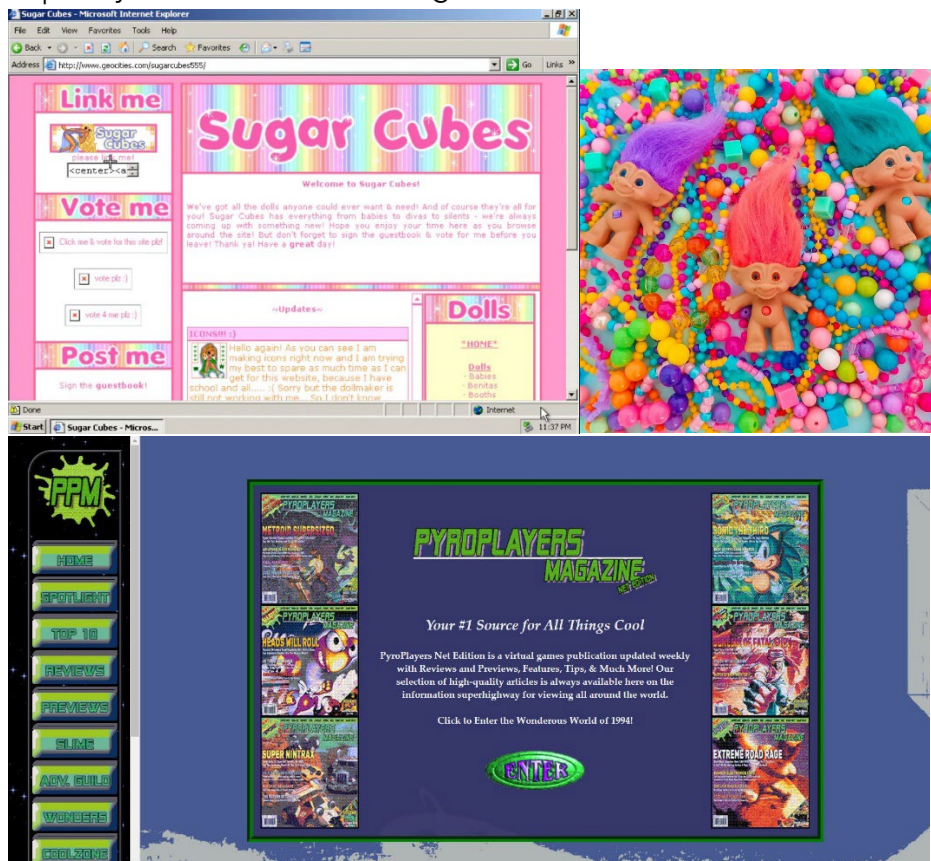 Sugar Cubes - Microsoft Internet Explorer
File Edit View Favorites Tools Help
Back Search Favorites
Address http://www.geocities.com/sugarcubes555/ Go Links »
Link me
Sugar
Cubes
please link me!
<center><a
Vote me
Click me & vote for this site plz!
vote plz :)
vote 4 me plz :)
Post me
Sign the guestbook!
Sugar Cubes
Welcome to Sugar Cubes!
We've got all the dolls anyone could ever want & need! And of course they're all for
you! Sugar Cubes has everything from babies to divas to silents - we're always
coming up with something new! Hope you enjoy your time here as you browse
around the site! But don't forget to sign the guestbook & vote for me before you
leave! Thank ya! Have a great day!
~Updates~
ICONS!!! :)
Hello again! As you can see I am
making icons right now and I am trying
my best to spare as much time as I can
get for this website, because I have
school and all..... :( Sorry but the dollmaker is
still not working with me... So I don't know
Dolls
*HOME*
Dolls
- Babies
- Bonitas
- Booths
Done Internet
Start Sugar Cubes - Micros... 11:37 PM
PPM
HOME
SPOTLIGHT
TOP 10
REVIEWS
PREVIEWS
SLIME
ADV. GUILD
WONDERS
COOLZONE
PYROPLAYERS
MAGAZINE
METROID SUPERSIZED
PYROPLAYERS
MAGAZINE
HEADS WILL ROLL
PYROPLAYERS
MAGAZINE
SUPER NINTRAX
PYROPLAYERS
MAGAZINE
NET EDITION
Your #1 Source for All Things Cool
PyroPlayers Net Edition is a virtual games publication updated weekly
with Reviews and Previews, Features, Tips, & Much More! Our
selection of high-quality articles is always available here on the
information superhighway for viewing all around the world.
Click to Enter the Wonderous World of 1994!
ENTER
PYROPLAYERS
MAGAZINE
SONIC THE THIRD
PYROPLAYERS
MAGAZINE
PYROPLAYERS
MAGAZINE
EXTREME ROAD RAGE